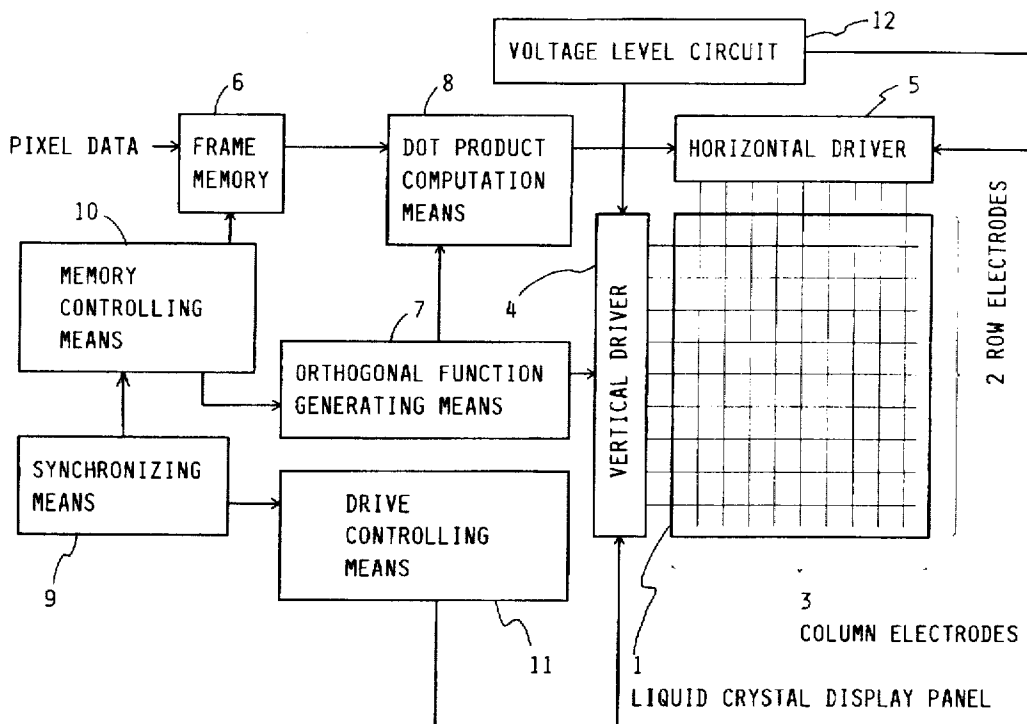 12
VOLTAGE LEVEL CIRCUIT
6
8
5
PIXEL DATA
FRAME
MEMORY
DOT PRODUCT
COMPUTATION
MEANS
HORIZONTAL DRIVER
10
MEMORY
CONTROLLING
MEANS
7
4
ORTHOGONAL FUNCTION
GENERATING MEANS
VERTICAL DRIVER
2 ROW ELECTRODES
SYNCHRONIZING
MEANS
DRIVE
CONTROLLING
MEANS
9
11
1
3
COLUMN ELECTRODES
LIQUID CRYSTAL DISPLAY PANEL